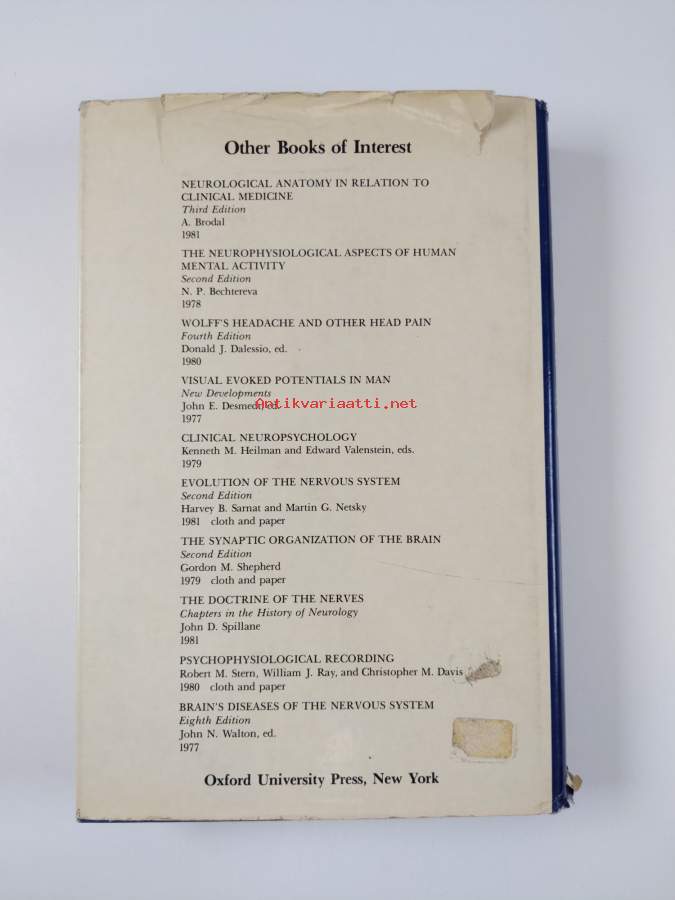 Other Books of Interest
NEUROLOGICAL ANATOMY IN RELATION TO
CLINICAL MEDICINE
Third Edition
A. Brodal
1981
THE NEUROPHYSIOLOGICAL ASPECTS OF HUMAN
MENTAL ACTIVITY
Second Edition
N. P. Bechtereva
1978
WOLFF'S HEADACHE AND OTHER HEAD PAIN
Fourth Edition
Donald J. Dalessio, ed.
1980
VISUAL EVOKED POTENTIALS IN MAN
New Developments
Antikvariaatti.net
John E. Desmedt, ed.
1977
CLINICAL NEUROPSYCHOLOGY
Kenneth M. Heilman and Edward Valenstein, eds.
1979
EVOLUTION OF THE NERVOUS SYSTEM
Second Edition
Harvey B. Sarnat and Martin G. Netsky
1981 cloth and paper
THE SYNAPTIC ORGANIZATION OF THE BRAIN
Second Edition
Gordon M. Shepherd
1979 cloth and paper
THE DOCTRINE OF THE NERVES
Chapters in the History of Neurology
John D. Spillane
1981
PSYCHOPHYSIOLOGICAL RECORDING
Robert M. Stern, William J. Ray, and Christopher M. Davis
1980 cloth and paper
BRAIN'S DISEASES OF THE NERVOUS SYSTEM
Eighth Edition
John N. Walton, ed.
1977
Oxford University Press, New York